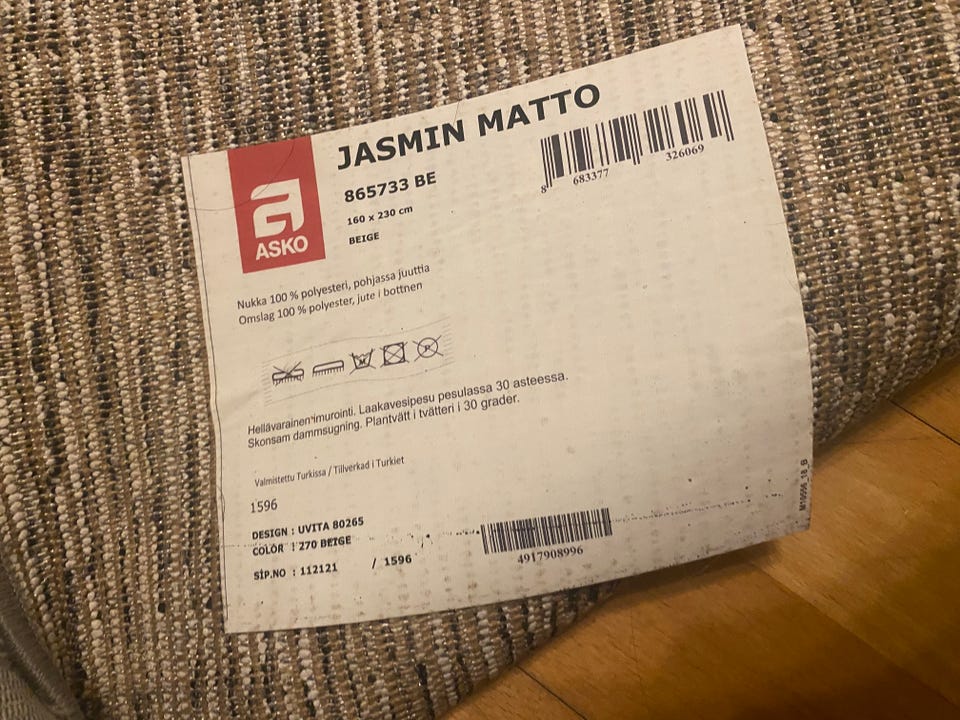 JASMIN MATTO
865733 BE
160 x 230 cm
BEIGE
8 683377 326069
ASKO
Nukka 100 % polyesteri, pohjassa juuttia
Omslag 100 % polyester, jute i bottnen
Hellävarainen imurointi. Laakavesipesu pesulassa 30 asteessa.
Skonsam dammsugning. Plantvätt i tvätteri i 30 grader.
Valmistettu Turkissa / Tillverkad i Turkiet
1596
DESIGN : UVITA 80265
COLOR : 270 BEIGE
SİP.NO : 112121 / 1596
4917908996
M10556_18_B